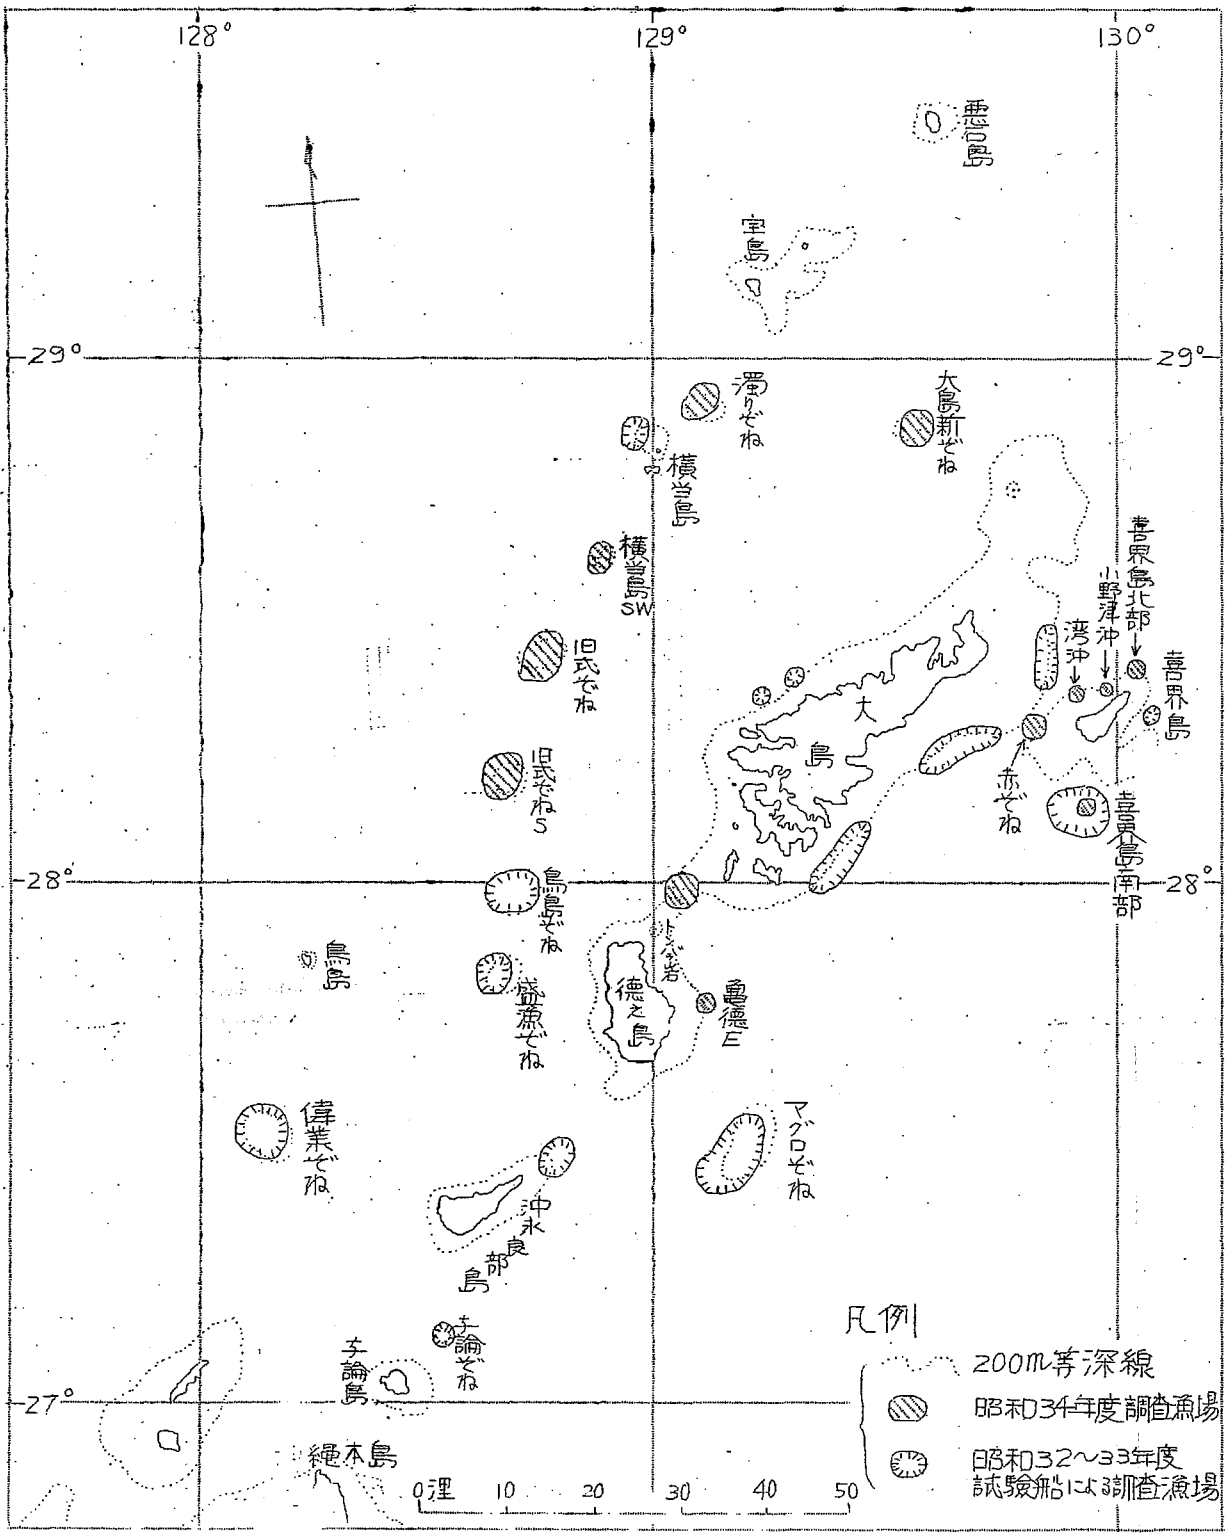 128°
129°
130°
悪石島
宝島
29°
29°
濁りぞね
大島新ぞね
横当島
横当島SW
喜界島北部
小野津沖
湾沖
喜界島
旧式ぞね
大島
赤ぞね
旧式ぞねS
喜界島南部
28°
28°
鳥島ぞね
トンバラ岩
鳥島
盛漁ぞね
徳之島
亀徳E
偉業ぞね
マグロぞね
沖永良部島
与論ぞね
与論島
27°
縄本島
凡例
200m等深線
昭和34年度調査漁場
昭和32〜33年度
試験船による調査漁場
0浬 10 20 30 40 50